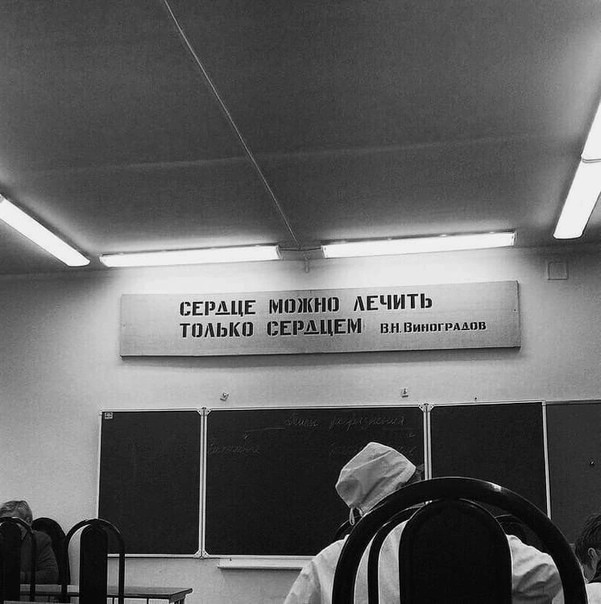 СЕРДЦЕ МОЖНО ЛЕЧИТЬ
ТОЛЬКО СЕРДЦЕМ В.Н.ВИНОГРАДОВ